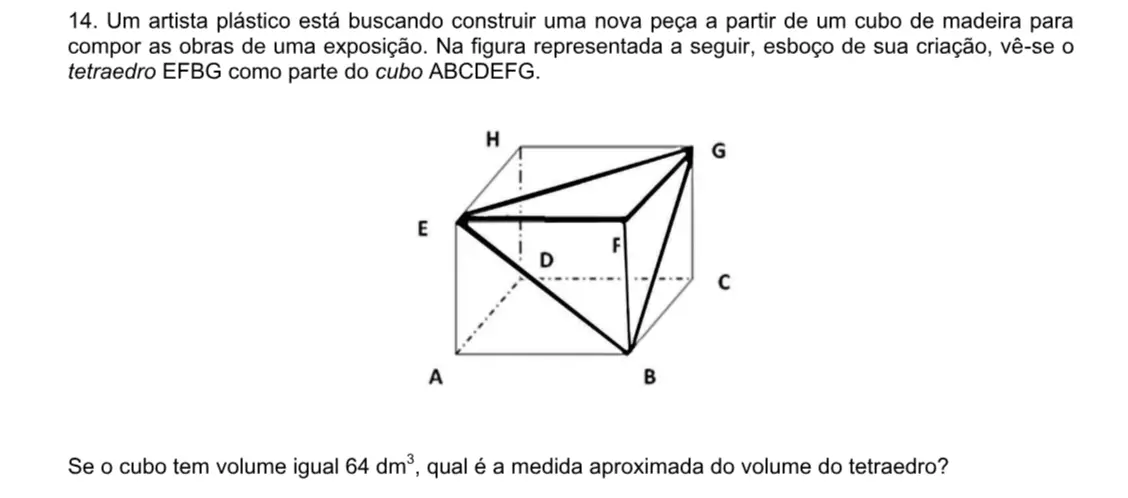 14. Um artista plástico está buscando construir uma nova peça a partir de um cubo de madeira para
compor as obras de uma exposição. Na figura representada a seguir, esboço de sua criação, vê-se o
tetraedro EFBG como parte do cubo ABCDEFG.
H
G
E
F
D
C
A
B
Se o cubo tem volume igual 64 dm³, qual é a medida aproximada do volume do tetraedro?